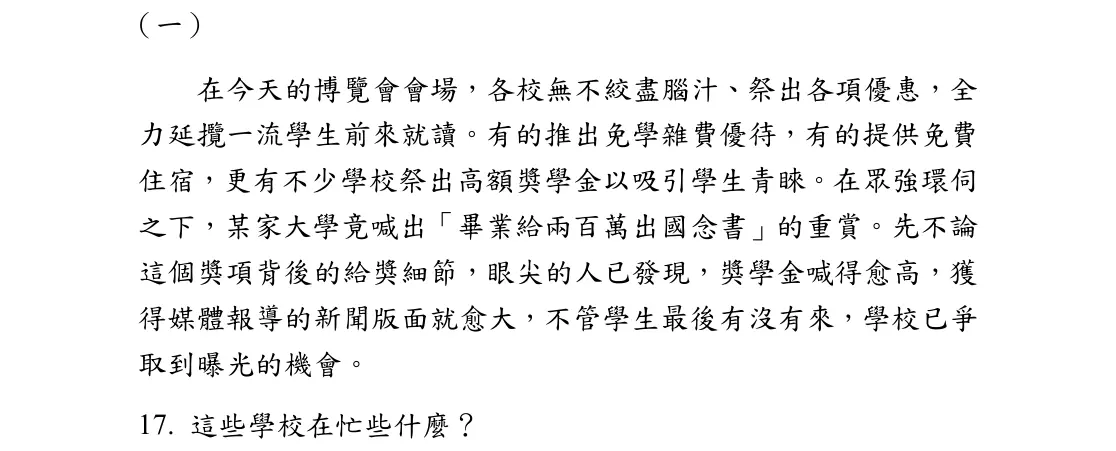 (一)
在今天的博覽會會場，各校無不絞盡腦汁、祭出各項優惠，全
力延攬一流學生前來就讀。有的推出免學雜費優待，有的提供免費
住宿，更有不少學校祭出高額獎學金以吸引學生青睞。在眾強環伺
之下，某家大學竟喊出「畢業給兩百萬出國念書」的重賞。先不論
這個獎項背後的給獎細節，眼尖的人已發現，獎學金喊得愈高，獲
得媒體報導的新聞版面就愈大，不管學生最後有沒有來，學校已爭
取到曝光的機會。
17. 這些學校在忙些什麼？